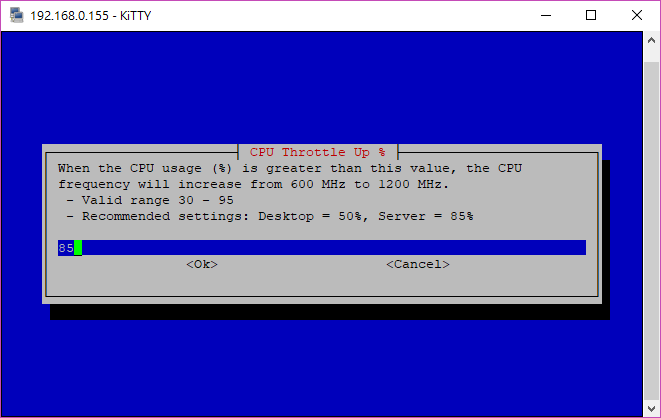 192.168.0.155 - KiTTY
CPU Throttle Up %
When the CPU usage (%) is greater than this value, the CPU
frequency will increase from 600 MHz to 1200 MHz.
- Valid range 30 - 95
- Recommended settings: Desktop = 50%, Server = 85%
85
<Ok> <Cancel>